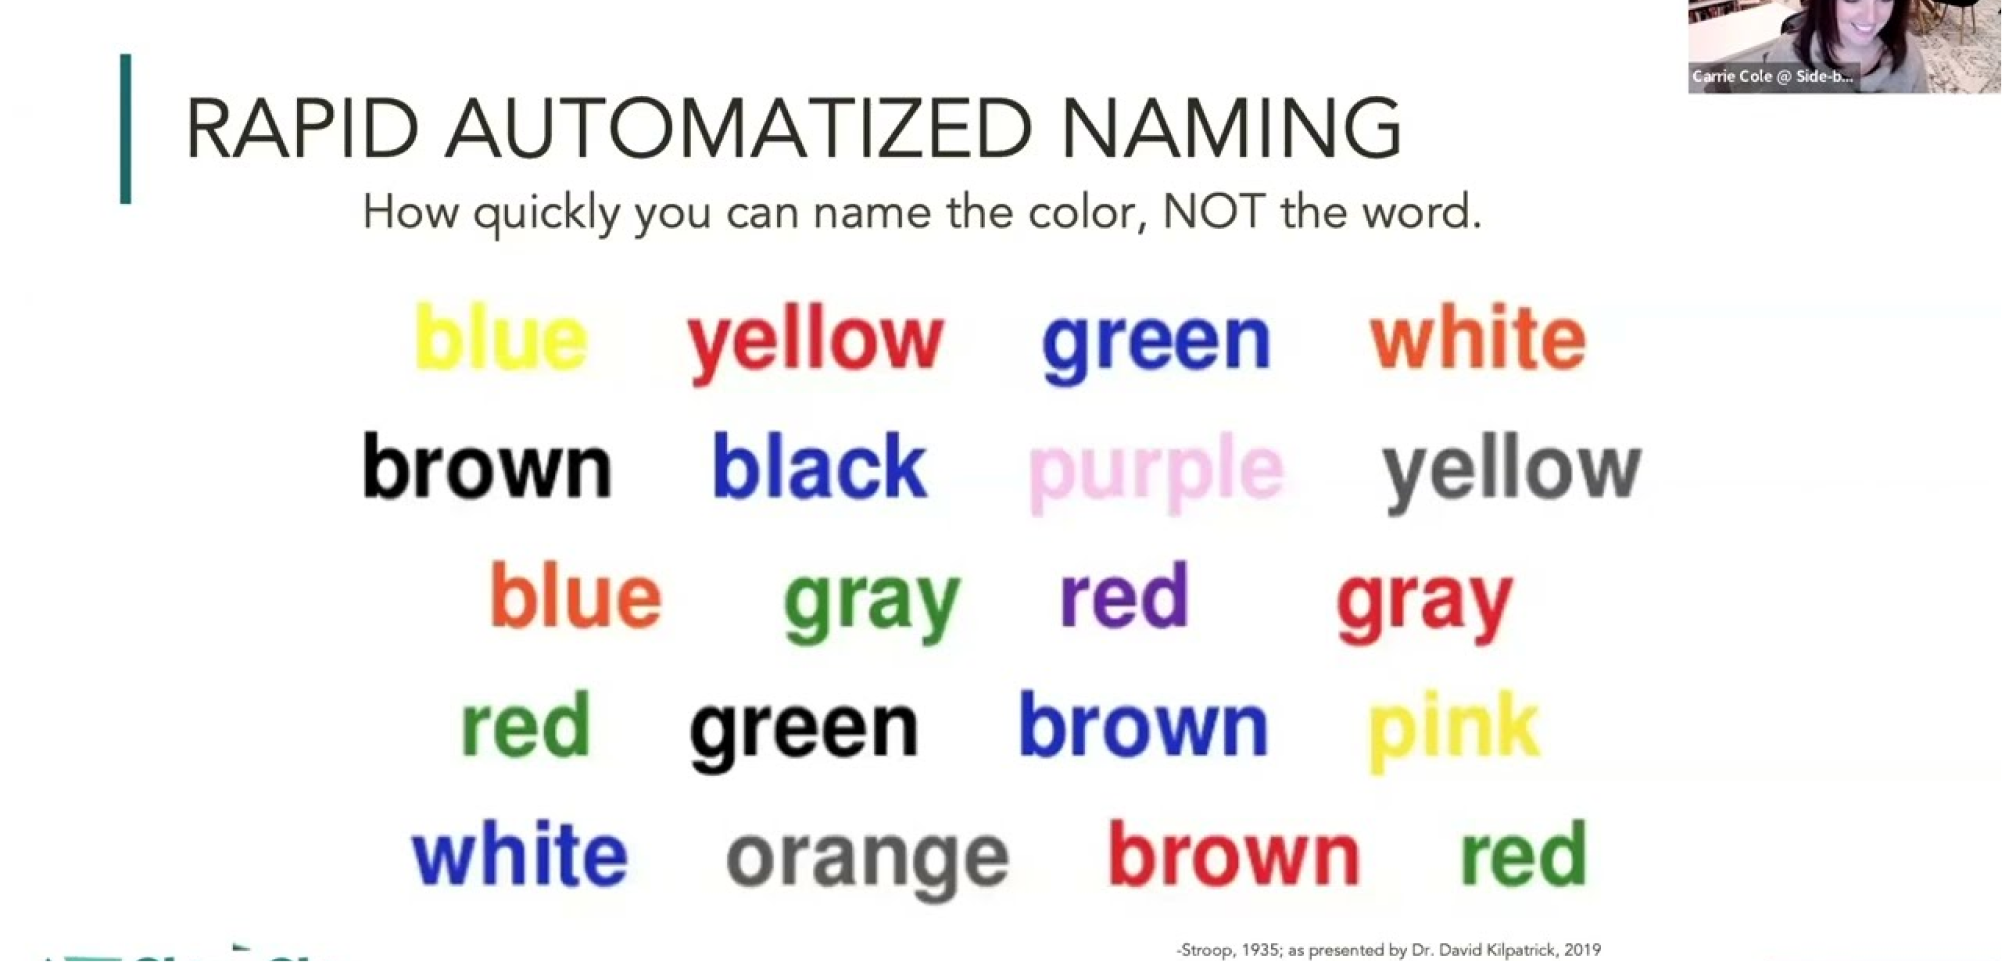 Carrie Cole @ Side-b...
RAPID AUTOMATIZED NAMING
How quickly you can name the color, NOT the word.
blue yellow green white
brown black purple yellow
blue gray red gray
red green brown pink
white orange brown red
-Stroop, 1935; as presented by Dr. David Kilpatrick, 2019